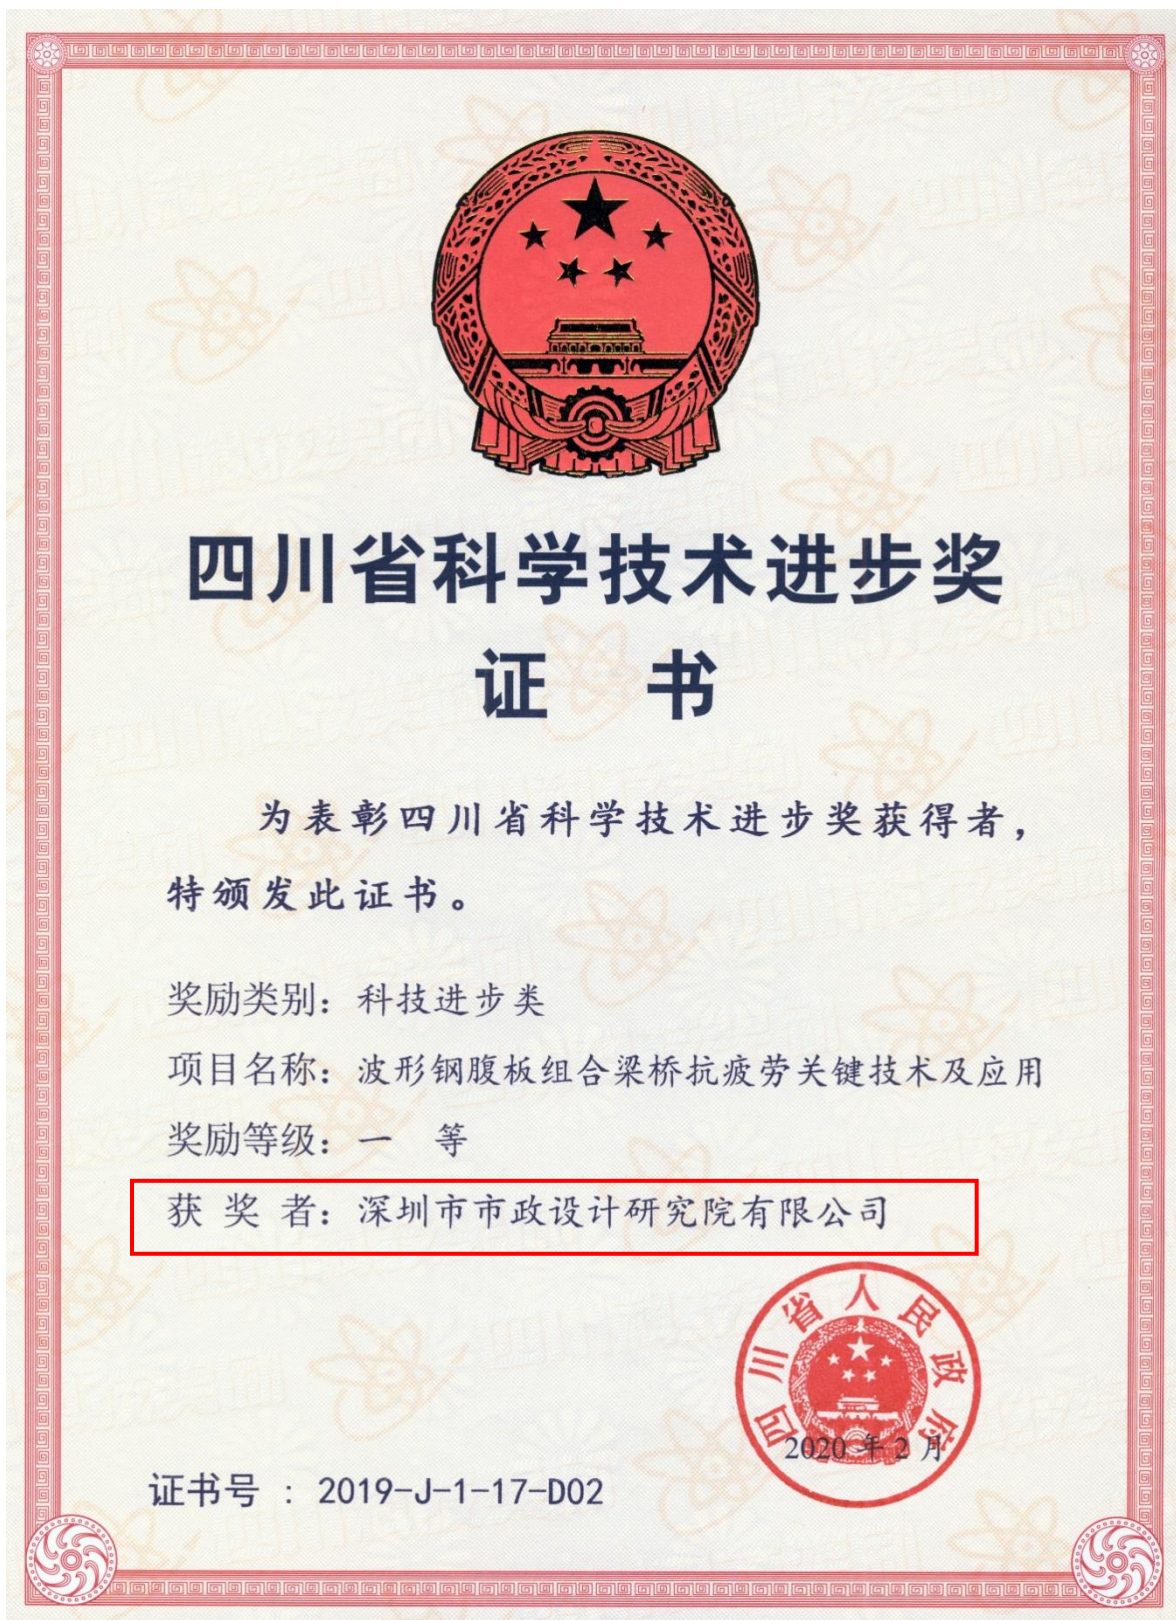 四川省科学技术进步奖
证 书
为表彰四川省科学技术进步奖获得者，
特颁发此证书。
奖励类别：科技进步类
项目名称：波形钢腹板组合梁桥抗疲劳关键技术及应用
奖励等级：一 等
获 奖 者：深圳市市政设计研究院有限公司
四川省人民政府
2020 年 2 月
证书号 ：2019-J-1-17-D02